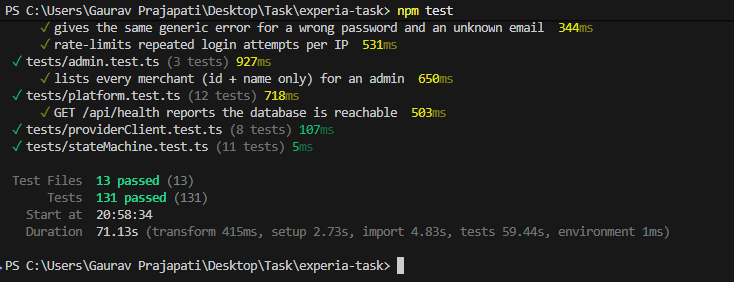 PS C:\Users\Gaurav Prajapati\Desktop\Task\experia-task> npm test
✓ gives the same generic error for a wrong password and an unknown email 344ms
✓ rate-limits repeated login attempts per IP 531ms
✓ tests/admin.test.ts (3 tests) 927ms
✓ lists every merchant (id + name only) for an admin 650ms
✓ tests/platform.test.ts (12 tests) 718ms
✓ GET /api/health reports the database is reachable 503ms
✓ tests/providerClient.test.ts (8 tests) 107ms
✓ tests/stateMachine.test.ts (11 tests) 5ms
Test Files 13 passed (13)
Tests 131 passed (131)
Start at 20:58:34
Duration 71.13s (transform 415ms, setup 2.73s, import 4.83s, tests 59.44s, environment 1ms)
PS C:\Users\Gaurav Prajapati\Desktop\Task\experia-task>